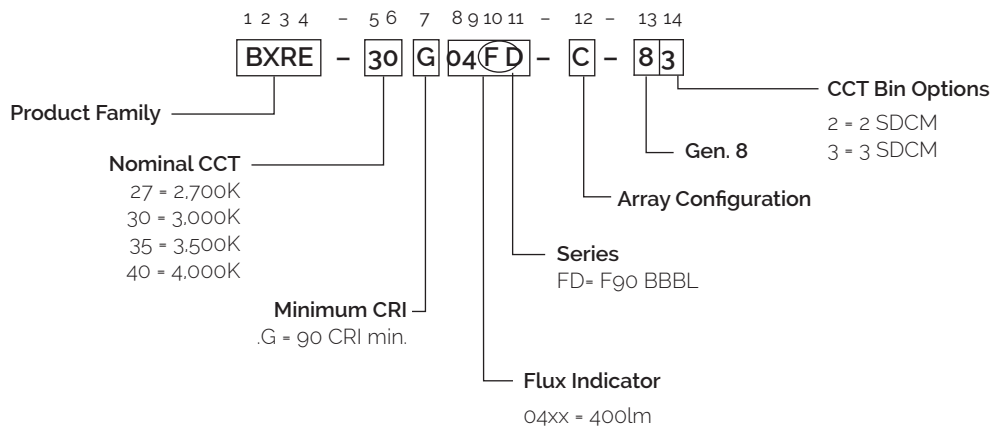 1 2 3 4 – 5 6 7 8 9 10 11 – 12 – 13 14
BXRE – 30 G 04 F D – C – 8 3
Product Family
CCT Bin Options
2 = 2 SDCM
3 = 3 SDCM
Gen. 8
Nominal CCT
27 = 2,700K
30 = 3,000K
35 = 3,500K
40 = 4,000K
Array Configuration
Series
FD= F90 BBBL
Minimum CRI
.G = 90 CRI min.
Flux Indicator
04xx = 400lm